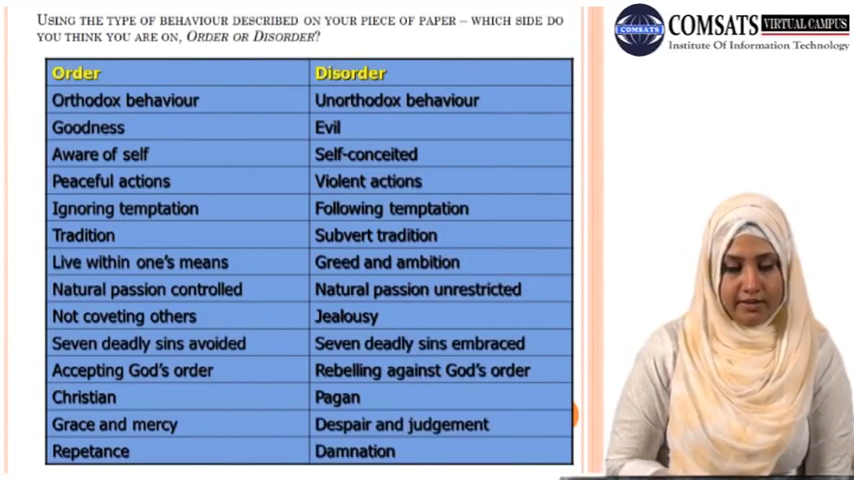 USING THE TYPE OF BEHAVIOUR DESCRIBED ON YOUR PIECE OF PAPER – WHICH SIDE DO
YOU THINK YOU ARE ON, ORDER OR DISORDER?
Order Disorder
Orthodox behaviour Unorthodox behaviour
Goodness Evil
Aware of self Self-conceited
Peaceful actions Violent actions
Ignoring temptation Following temptation
Tradition Subvert tradition
Live within one's means Greed and ambition
Natural passion controlled Natural passion unrestricted
Not coveting others Jealousy
Seven deadly sins avoided Seven deadly sins embraced
Accepting God's order Rebelling against God's order
Christian Pagan
Grace and mercy Despair and judgement
Repetance Damnation
COMSATS
COMSATS VIRTUAL CAMPUS
Institute Of Information Technology